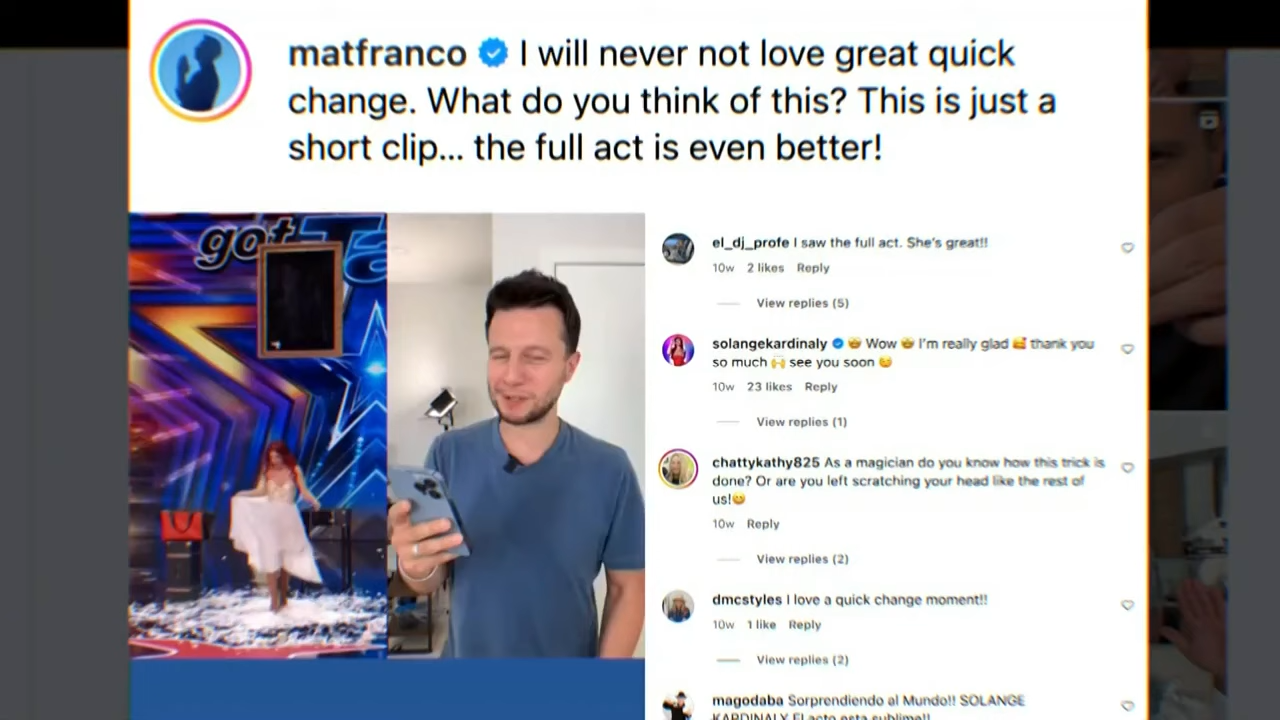 matfranco I will never not love great quick
change. What do you think of this? This is just a
short clip... the full act is even better!
got Ta
el_dj_profe I saw the full act. She's great!!
10w 2 likes Reply
View replies (5)
solangekardinaly 🤩 Wow 🤩 I'm really glad 🥰 thank you
so much 🙌 see you soon ☺️
10w 23 likes Reply
View replies (1)
chattykathy825 As a magician do you know how this trick is
done? Or are you left scratching your head like the rest of
us!😄
10w Reply
View replies (2)
dmcstyles I love a quick change moment!!
10w 1 like Reply
View replies (2)
magodaba Sorprendiendo al Mundo!! SOLANGE
KARDINALY El acto esta sublime!!